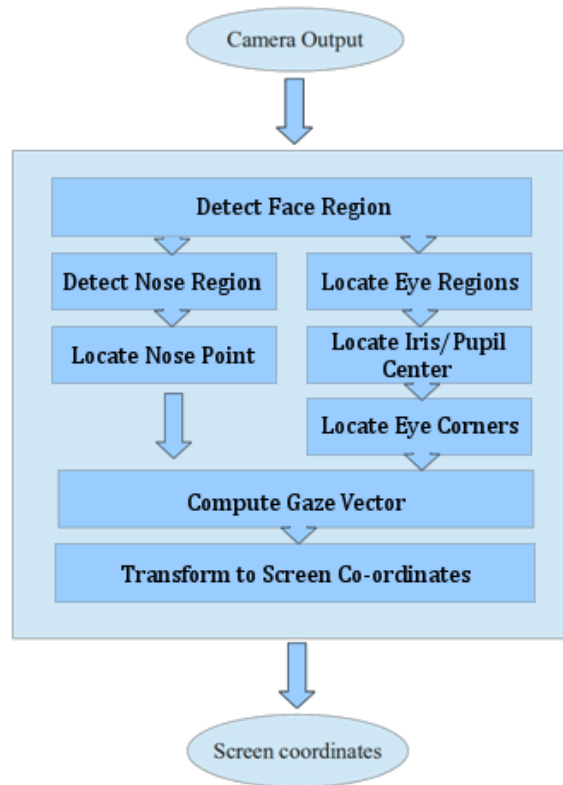 Camera Output
Detect Face Region
Detect Nose Region
Locate Eye Regions
Locate Nose Point
Locate Iris/Pupil
Center
Locate Eye Corners
Compute Gaze Vector
Transform to Screen Co-ordinates
Screen coordinates